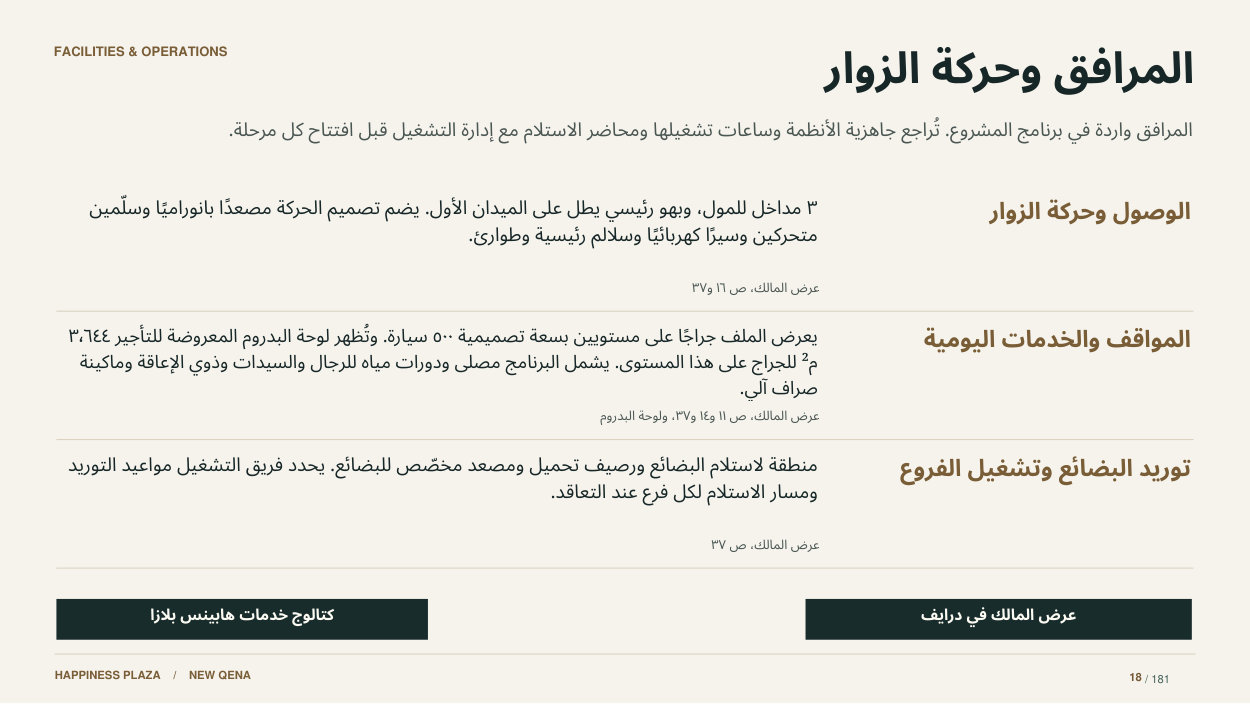 FACILITIES & OPERATIONS
المرافق وحركة الزوار
المرافق واردة في برنامج المشروع. تُراجع جاهزية الأنظمة وساعات تشغيلها ومحاضر الاستلام مع إدارة التشغيل قبل افتتاح كل مرحلة.
الوصول وحركة الزوار
٣ مداخل للمول، وبهو رئيسي يطل على الميدان الأول. يضم تصميم الحركة مصعدًا بانوراميًا وسلّمين
متحركين وسيرًا كهربائيًا وسلالم رئيسية وطوارئ.
عرض المالك، ص ١٦ و٣٧
المواقف والخدمات اليومية
يعرض الملف جراجًا على مستويين بسعة تصميمية ٥٠٠ سيارة. وتُظهر لوحة البدروم المعروضة للتأجير ٣،٦٤٤
م² للجراج على هذا المستوى. يشمل البرنامج مصلى ودورات مياه للرجال والسيدات وذوي الإعاقة وماكينة
صراف آلي.
عرض المالك، ص ١١ و١٤ و٣٧، ولوحة البدروم
توريد البضائع وتشغيل الفروع
منطقة لاستلام البضائع ورصيف تحميل ومصعد مخصّص للبضائع. يحدد فريق التشغيل مواعيد التوريد
ومسار الاستلام لكل فرع عند التعاقد.
عرض المالك، ص ٣٧
عرض المالك في درايف
كتالوج خدمات هابينس بلازا
HAPPINESS PLAZA / NEW QENA
18 / 181